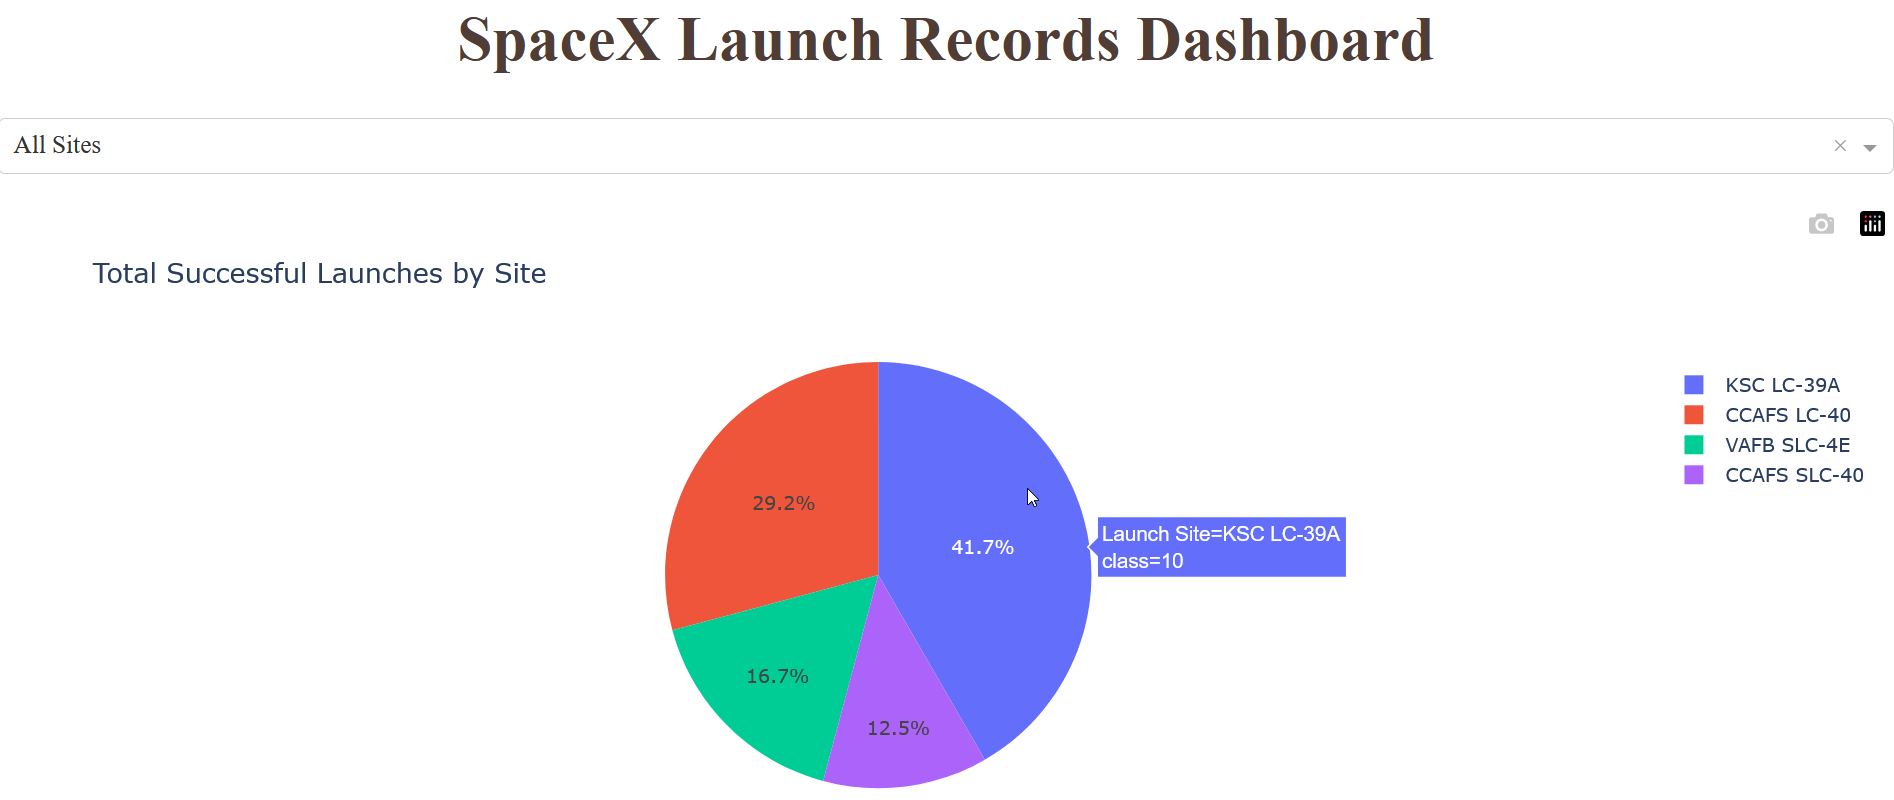 SpaceX Launch Records Dashboard
All Sites
Total Successful Launches by Site
KSC LC-39A
CCAFS LC-40
VAFB SLC-4E
CCAFS SLC-40
29.2%
41.7%
Launch Site=KSC LC-39A
class=10
16.7%
12.5%